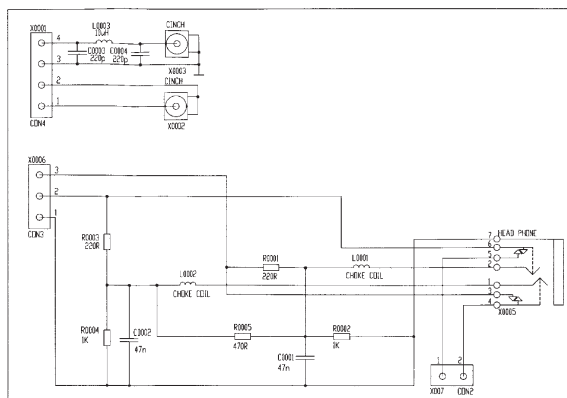 X0001
L0003
10uH
CINCH
4
C0003
220p
C0004
220p
3
X0003
2
CINCH
1
CON4
X0002
X0006
3
2
1
CON3
R0003
220R
R0001
220R
L0001
CHOKE COIL
L0002
CHOKE COIL
R0004
1K
C0002
47n
R0005
470R
R0002
1K
C0001
47n
7
HEAD PHONE
6
5
2
1
3
4
X0005
1
2
X007
CON2